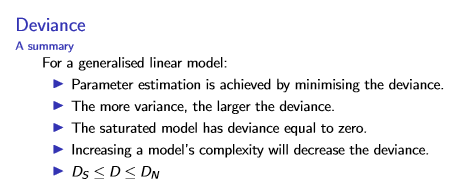 Deviance
A summary
For a generalised linear model:
▶ Parameter estimation is achieved by minimising the deviance.
▶ The more variance, the larger the deviance.
▶ The saturated model has deviance equal to zero.
▶ Increasing a model's complexity will decrease the deviance.
▶ D_S ≤ D ≤ D_N